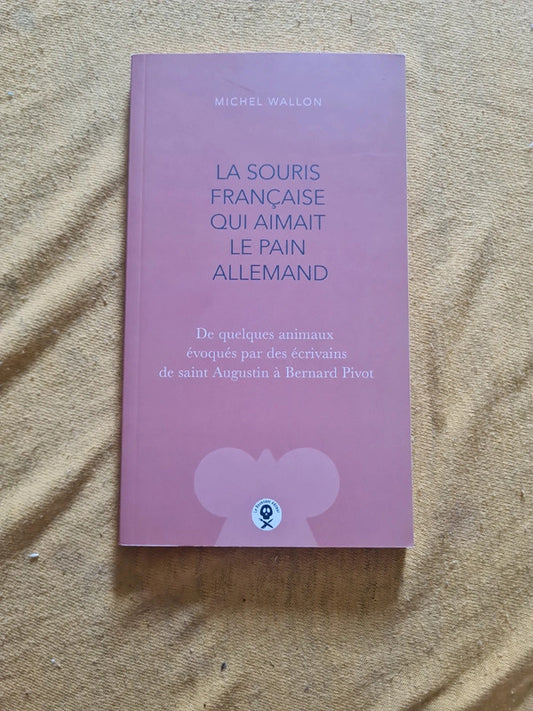 MICHEL WALLON
LA SOURIS
FRANÇAISE
QUI AIMAIT
LE PAIN
ALLEMAND
De quelques animaux
évoqués par des écrivains
de saint Augustin à Bernard Pivot